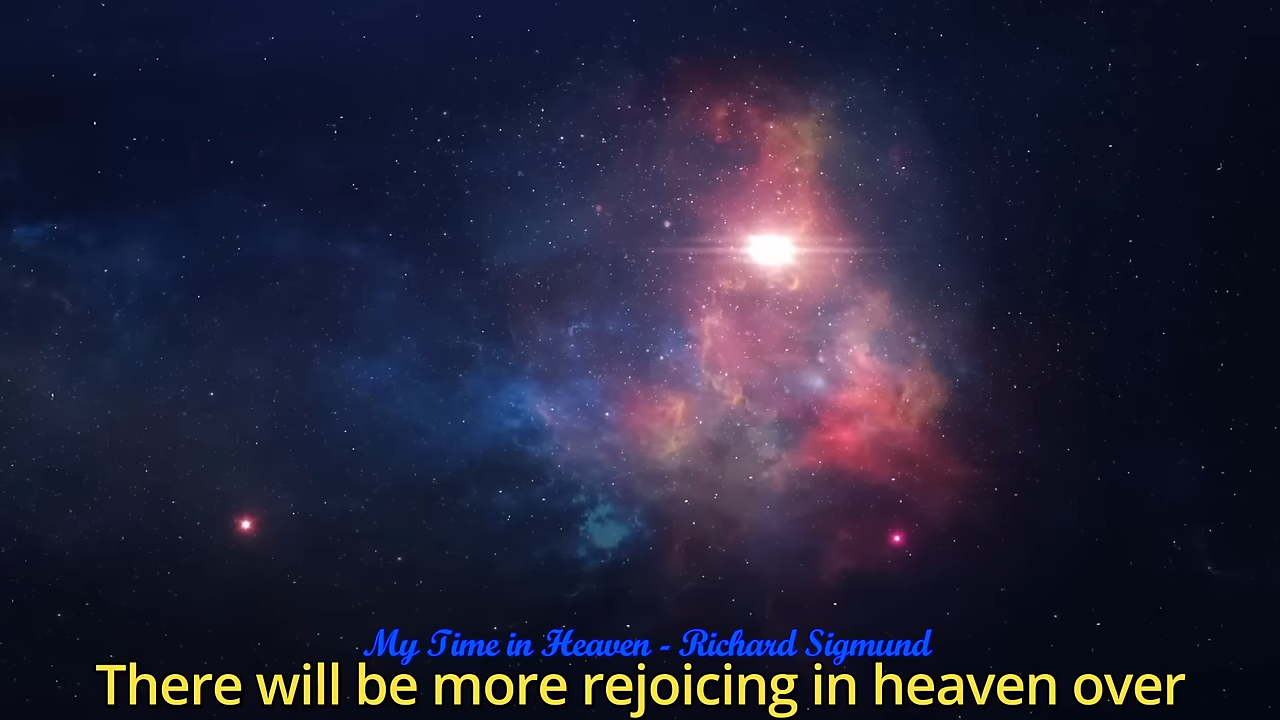 My Time in Heaven - Richard Sigmund
There will be more rejoicing in heaven over